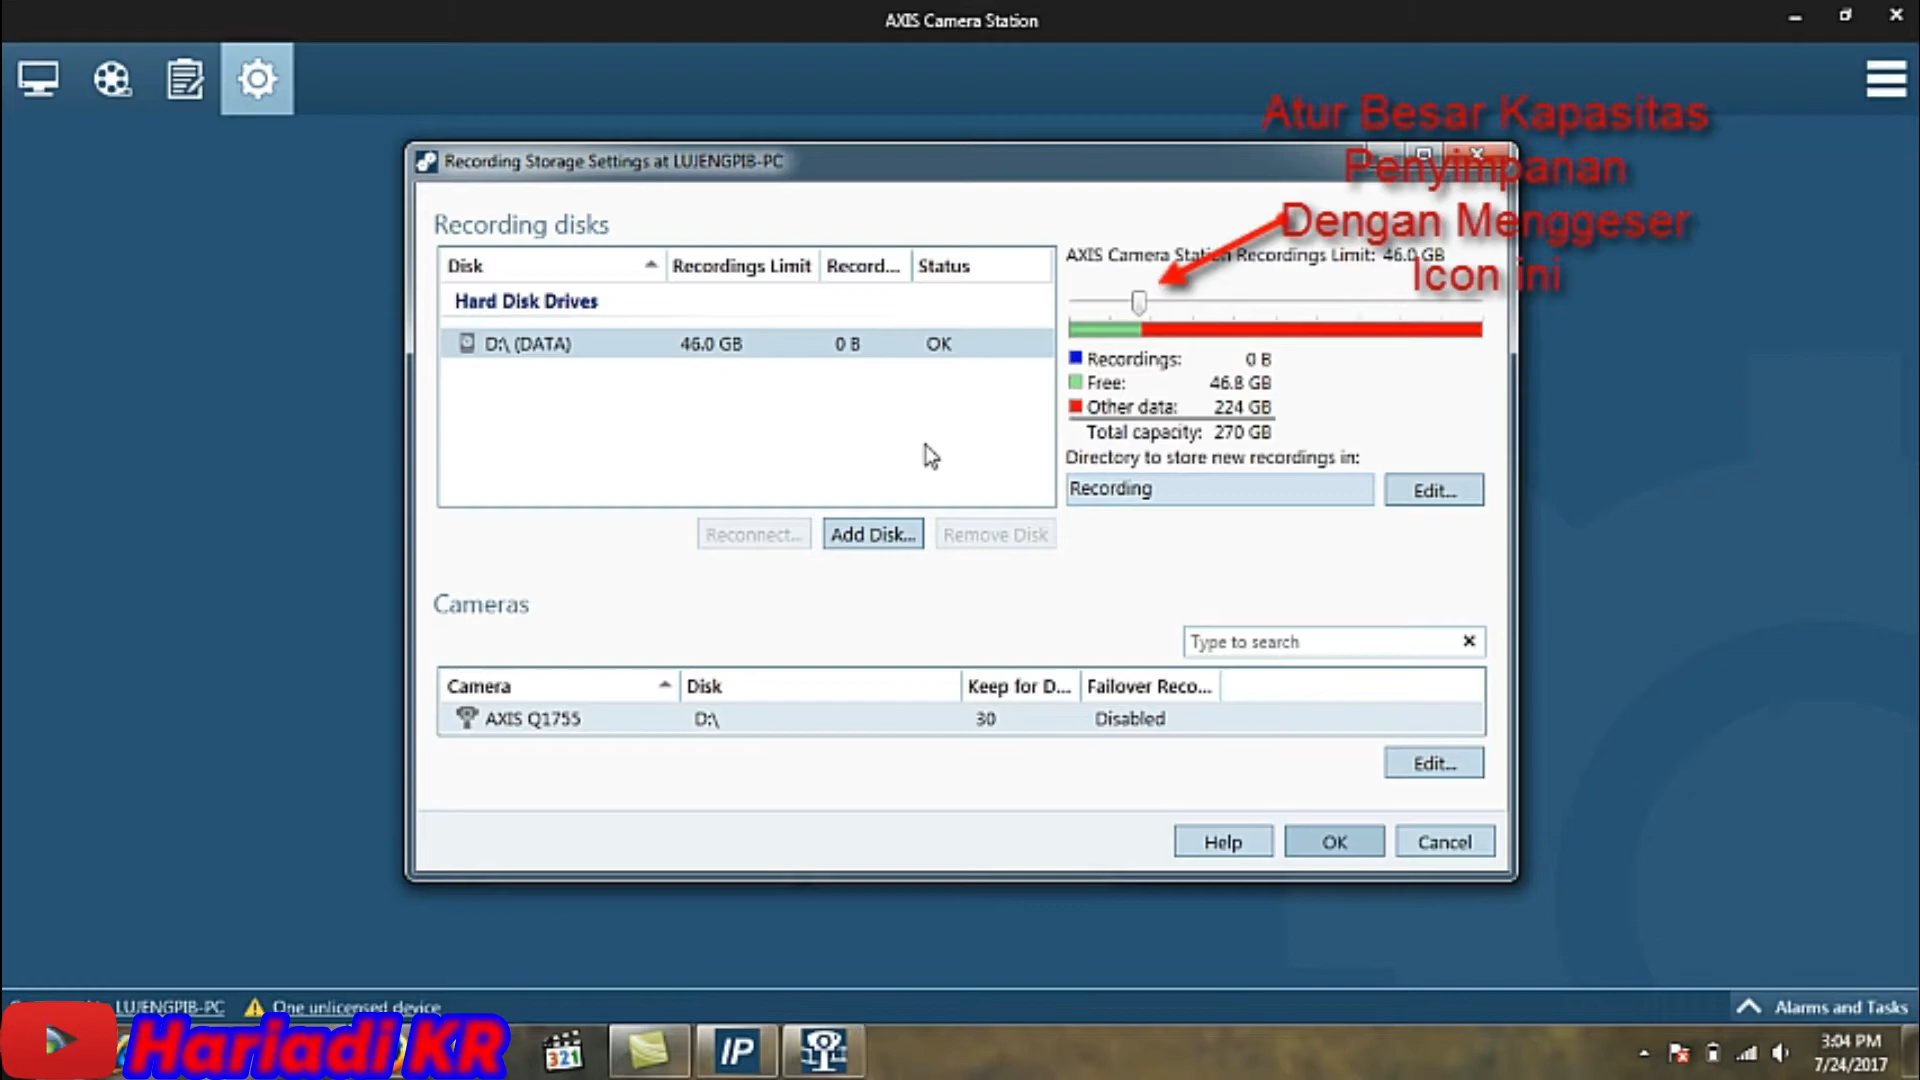 AXIS Camera Station
Atur Besar Kapasitas
Penyimpanan
Dengan Menggeser
Icon ini
Recording Storage Settings at LUJENGPIB-PC
Recording disks
Disk Recordings Limit Record... Status
Hard Disk Drives
D:\ (DATA) 46.0 GB 0 B OK
AXIS Camera Station Recordings Limit: 46.0 GB
Recordings: 0 B
Free: 46.8 GB
Other data: 224 GB
Total capacity: 270 GB
Directory to store new recordings in:
Recording Edit...
Reconnect... Add Disk... Remove Disk
Cameras
Type to search
Camera Disk Keep for D... Failover Reco...
AXIS Q1755 D:\ 30 Disabled
Edit...
Help OK Cancel
LUJENGPIB-PC One unlicensed device Alarms and Tasks
Hariadi KR
321
IP
3:04 PM
7/24/2017